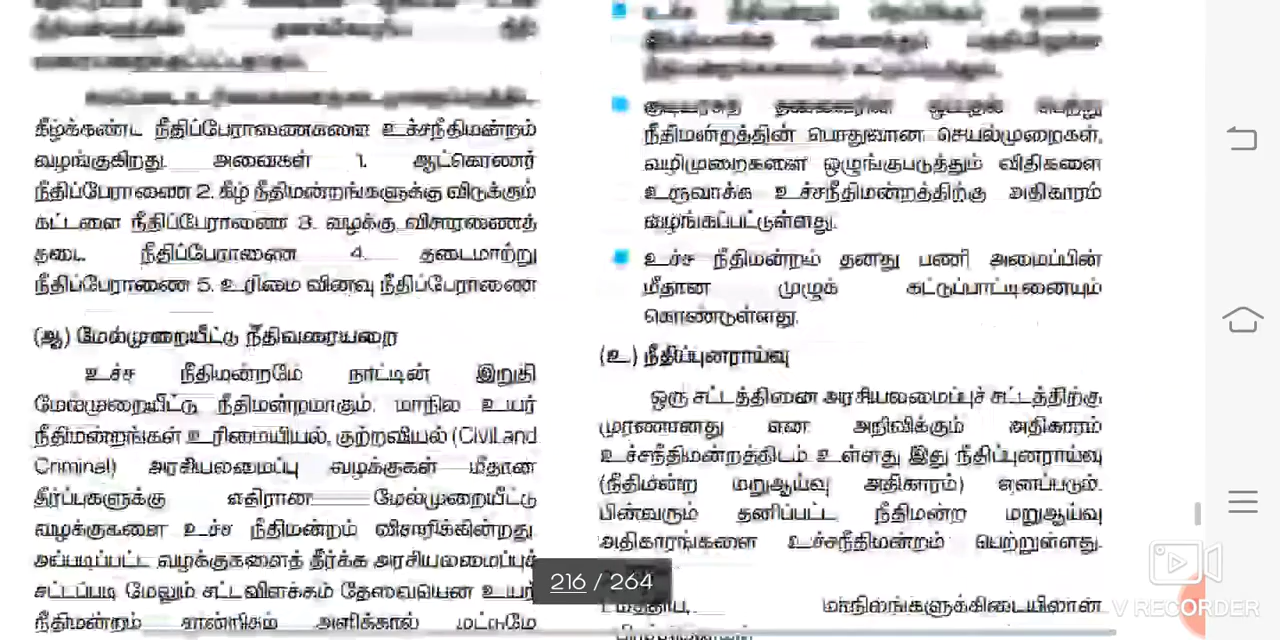 கீழ்க்கண்ட நீதிப்பேராணைகளை உச்சநீதிமன்றம்
வழங்குகிறது. அவைகள் 1. ஆட்கொணர்
நீதிப்பேராணை 2. கீழ் நீதிமன்றங்களுக்கு விடுக்கும்
கட்டளை நீதிப்பேராணை 3. வழக்கு விசாரணைத்
தடை நீதிப்பேராணை 4. தடைமாற்று
நீதிப்பேராணை 5. உரிமை வினவு நீதிப்பேராணை
(ஆ) மேல்முறையீட்டு நீதிவரையறை
உச்ச நீதிமன்றமே நாட்டின் இறுதி
மேல்முறையீட்டு நீதிமன்றமாகும். மாநில உயர்
நீதிமன்றங்கள் உரிமையியல், குற்றவியல் (Civil and
Criminal) அரசியலமைப்பு வழக்குகள் மீதான
தீர்ப்புகளுக்கு எதிரான மேல்முறையீட்டு
வழக்குகளை உச்ச நீதிமன்றம் விசாரிக்கின்றது.
அப்படிப்பட்ட வழக்குகளைத் தீர்க்க அரசியலமைப்புச்
சட்டப்படி மேலும் சட்டவிளக்கம் தேவையென உயர்
நீதிமன்றம் சான்றிதழ் அளித்தால் மட்டுமே
குடியரசுத் தலைவரின் ஒப்புதல் பெற்று
நீதிமன்றத்தின் பொதுவான செயல்முறைகள்,
வழிமுறைகளை ஒழுங்குபடுத்தும் விதிகளை
உருவாக்க உச்சநீதிமன்றத்திற்கு அதிகாரம்
வழங்கப்பட்டுள்ளது.
உச்ச நீதிமன்றம் தனது பணி அமைப்பின்
மீதான முழுக் கட்டுப்பாட்டினையும்
கொண்டுள்ளது.
(உ) நீதிப்புனராய்வு
ஒரு சட்டத்தினை அரசியலமைப்புச் சட்டத்திற்கு
முரணானது என அறிவிக்கும் அதிகாரம்
உச்சநீதிமன்றத்திடம் உள்ளது இது நீதிப்புனராய்வு
(நீதிமன்ற மறுஆய்வு அதிகாரம்) எனப்படும்.
பின்வரும் தனிப்பட்ட நீதிமன்ற மறுஆய்வு
அதிகாரங்களை உச்சநீதிமன்றம் பெற்றுள்ளது.
மாநிலங்களுக்கிடையிலான
216 / 264
V RECORDER